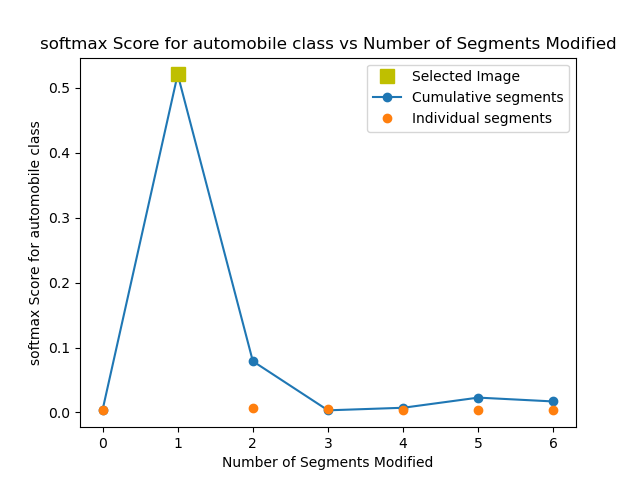 softmax Score for automobile class vs Number of Segments Modified
Selected Image
Cumulative segments
Individual segments
softmax Score for automobile class
0.5
0.4
0.3
0.2
0.1
0.0
0 1 2 3 4 5 6
Number of Segments Modified